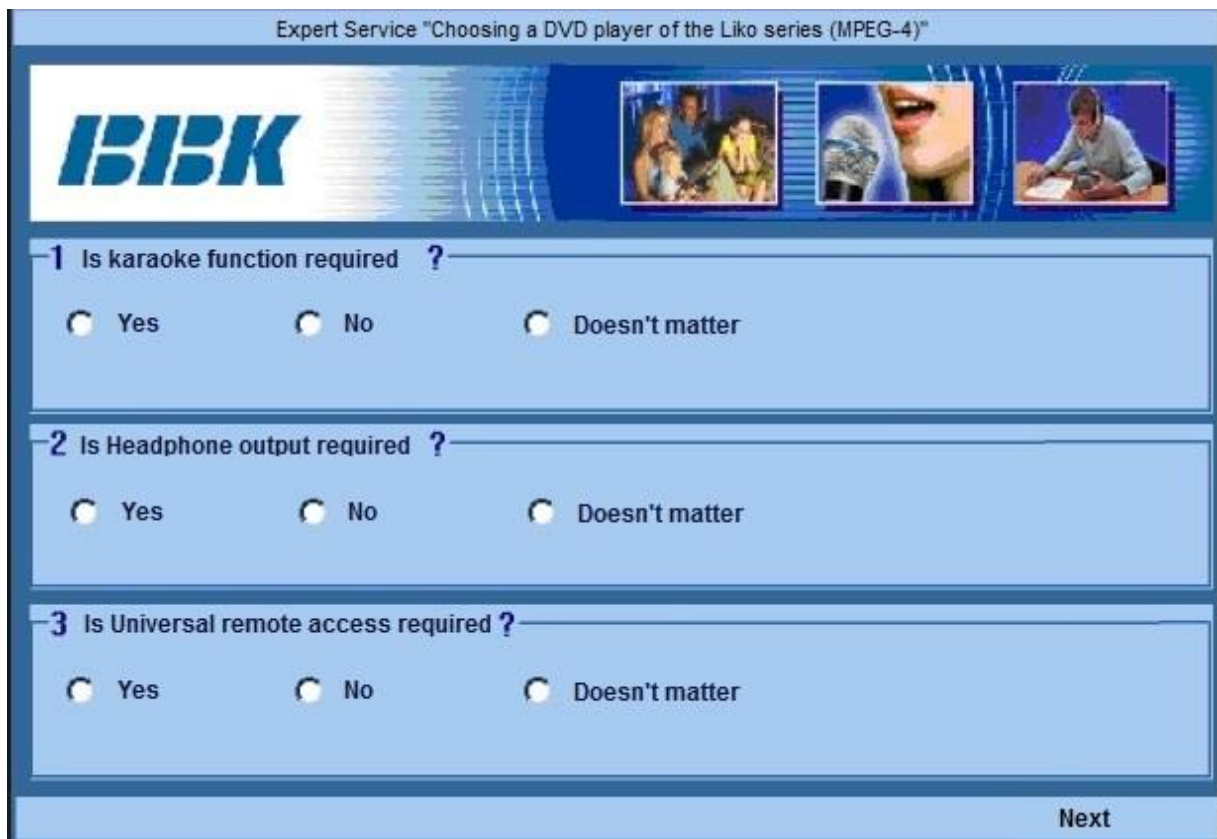 Expert Service "Choosing a DVD player of the Liko series (MPEG-4)"
BBK
1 Is karaoke function required ?
Yes No Doesn't matter
2 Is Headphone output required ?
Yes No Doesn't matter
3 Is Universal remote access required ?
Yes No Doesn't matter
Next